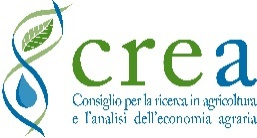 crea
Consiglio per la ricerca in agricoltura
e l'analisi dell'economia agraria